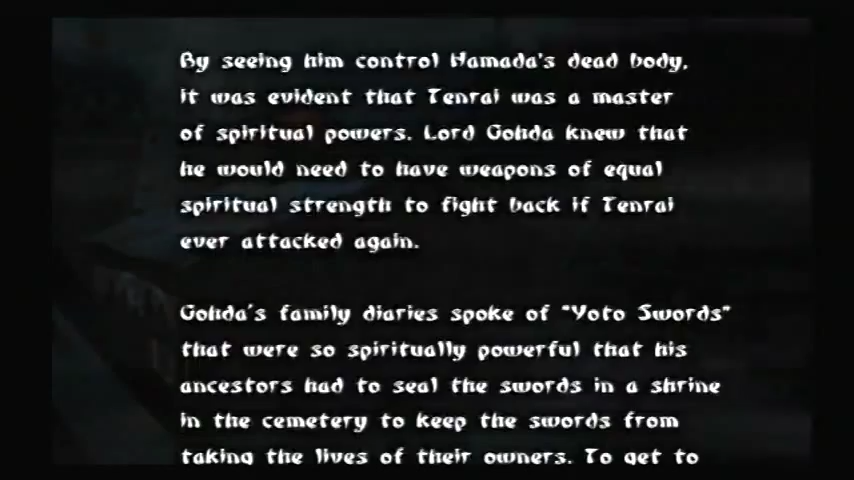 By seeing him control Hamada's dead body,
it was evident that Tenrai was a master
of spiritual powers. Lord Gohda knew that
he would need to have weapons of equal
spiritual strength to fight back if Tenrai
ever attacked again.
Gohda's family diaries spoke of "Yoto Swords"
that were so spiritually powerful that his
ancestors had to seal the swords in a shrine
in the cemetery to keep the swords from
taking the lives of their owners. To get to